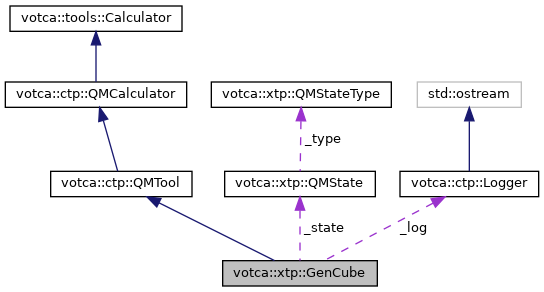 votca::tools::Calculator
votca::ctp::QMCalculator
votca::xtp::QMStateType
std::ostream
_type
votca::ctp::QMTool
votca::xtp::QMState
votca::ctp::Logger
_state
_log
votca::xtp::GenCube